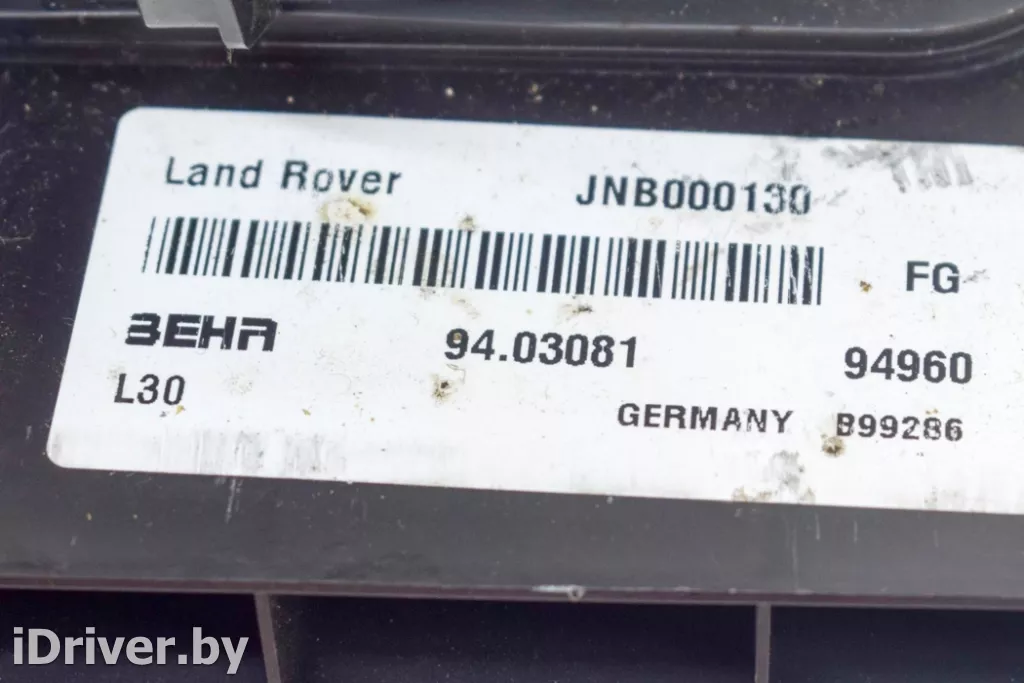 Land Rover JNB000130
FG
BEHR 94.03081 94960
L30
GERMANY B99286
iDriver.by